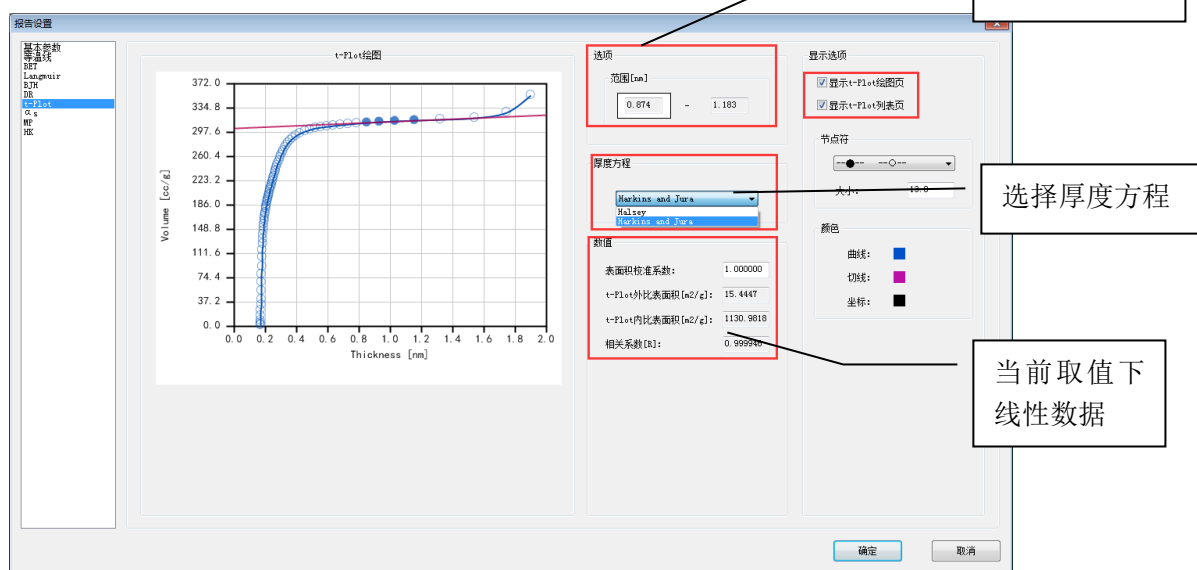 报告设置
基本参数
等温线
BET
Langmuir
BJH
DR
t-Plot
αs
MP
HK
t-Plot绘图
372.0
334.8
297.6
260.4
223.2
186.0
148.8
111.6
74.4
37.2
0.0
Volume [cc/g]
0.0 0.2 0.4 0.6 0.8 1.0 1.2 1.4 1.6 1.8 2.0
Thickness [nm]
选项
范围[nm]
0.874 - 1.183
厚度方程
Harkins and Jura
Halsey
Harkins and Jura
数值
表面积校准系数: 1.000000
t-Plot外比表面积[m2/g]: 15.4447
t-Plot内比表面积[m2/g]: 1130.9818
相关系数[R]: 0.999946
显示选项
显示t-Plot绘图页
显示t-Plot列表页
节点符
大小:
颜色
曲线:
切线:
坐标:
选择厚度方程
当前取值下
线性数据
确定 取消